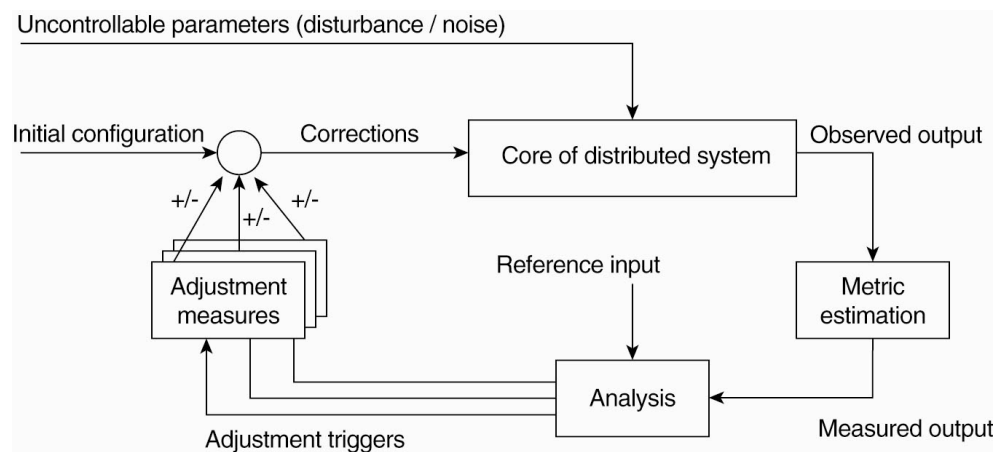 Uncontrollable parameters (disturbance / noise)
Initial configuration
Corrections
Core of distributed system
Observed output
+/-
+/-
+/-
Reference input
Adjustment
measures
Metric
estimation
Analysis
Adjustment triggers
Measured output